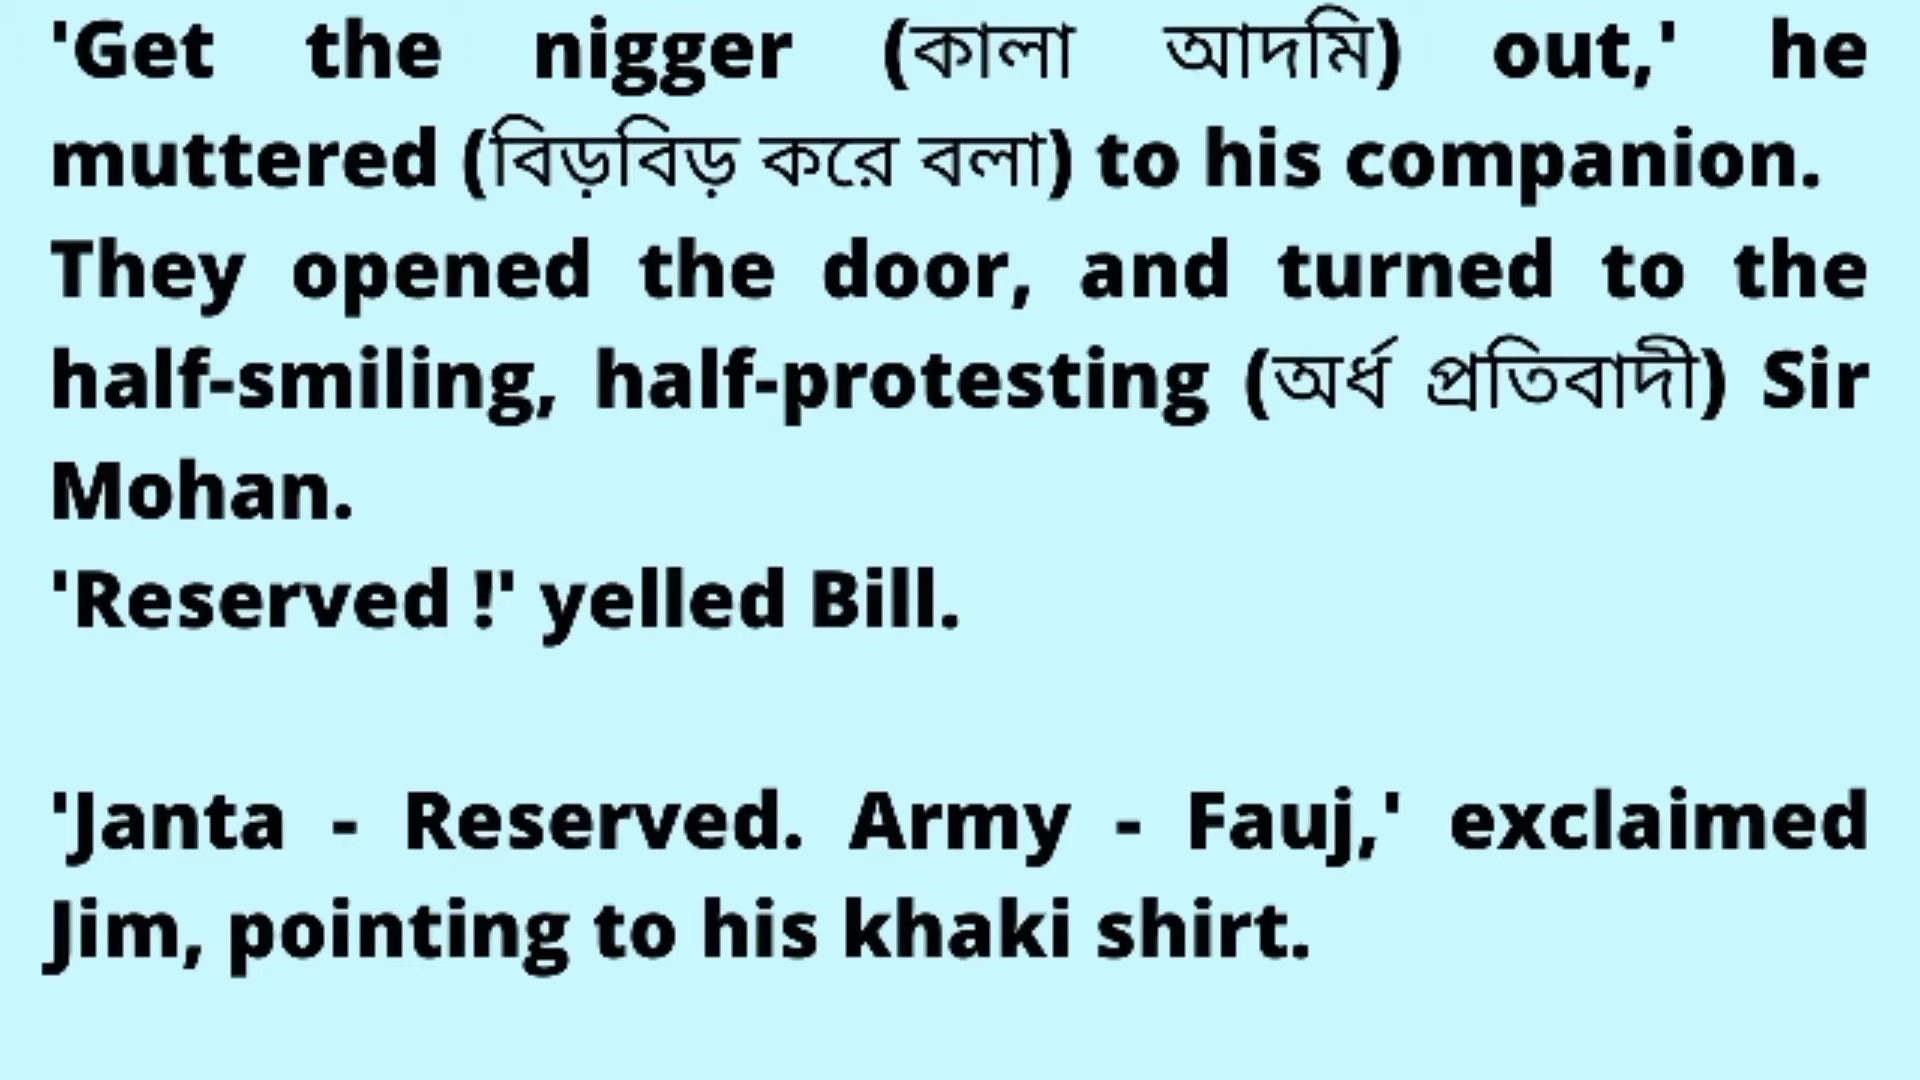 'Get the nigger (কালা আদমি) out,' he
muttered (বিড়বিড় করে বলা) to his companion.
They opened the door, and turned to the
half-smiling, half-protesting (অর্ধ প্রতিবাদী) Sir
Mohan.
'Reserved !' yelled Bill.
'Janta - Reserved. Army - Fauj,' exclaimed
Jim, pointing to his khaki shirt.